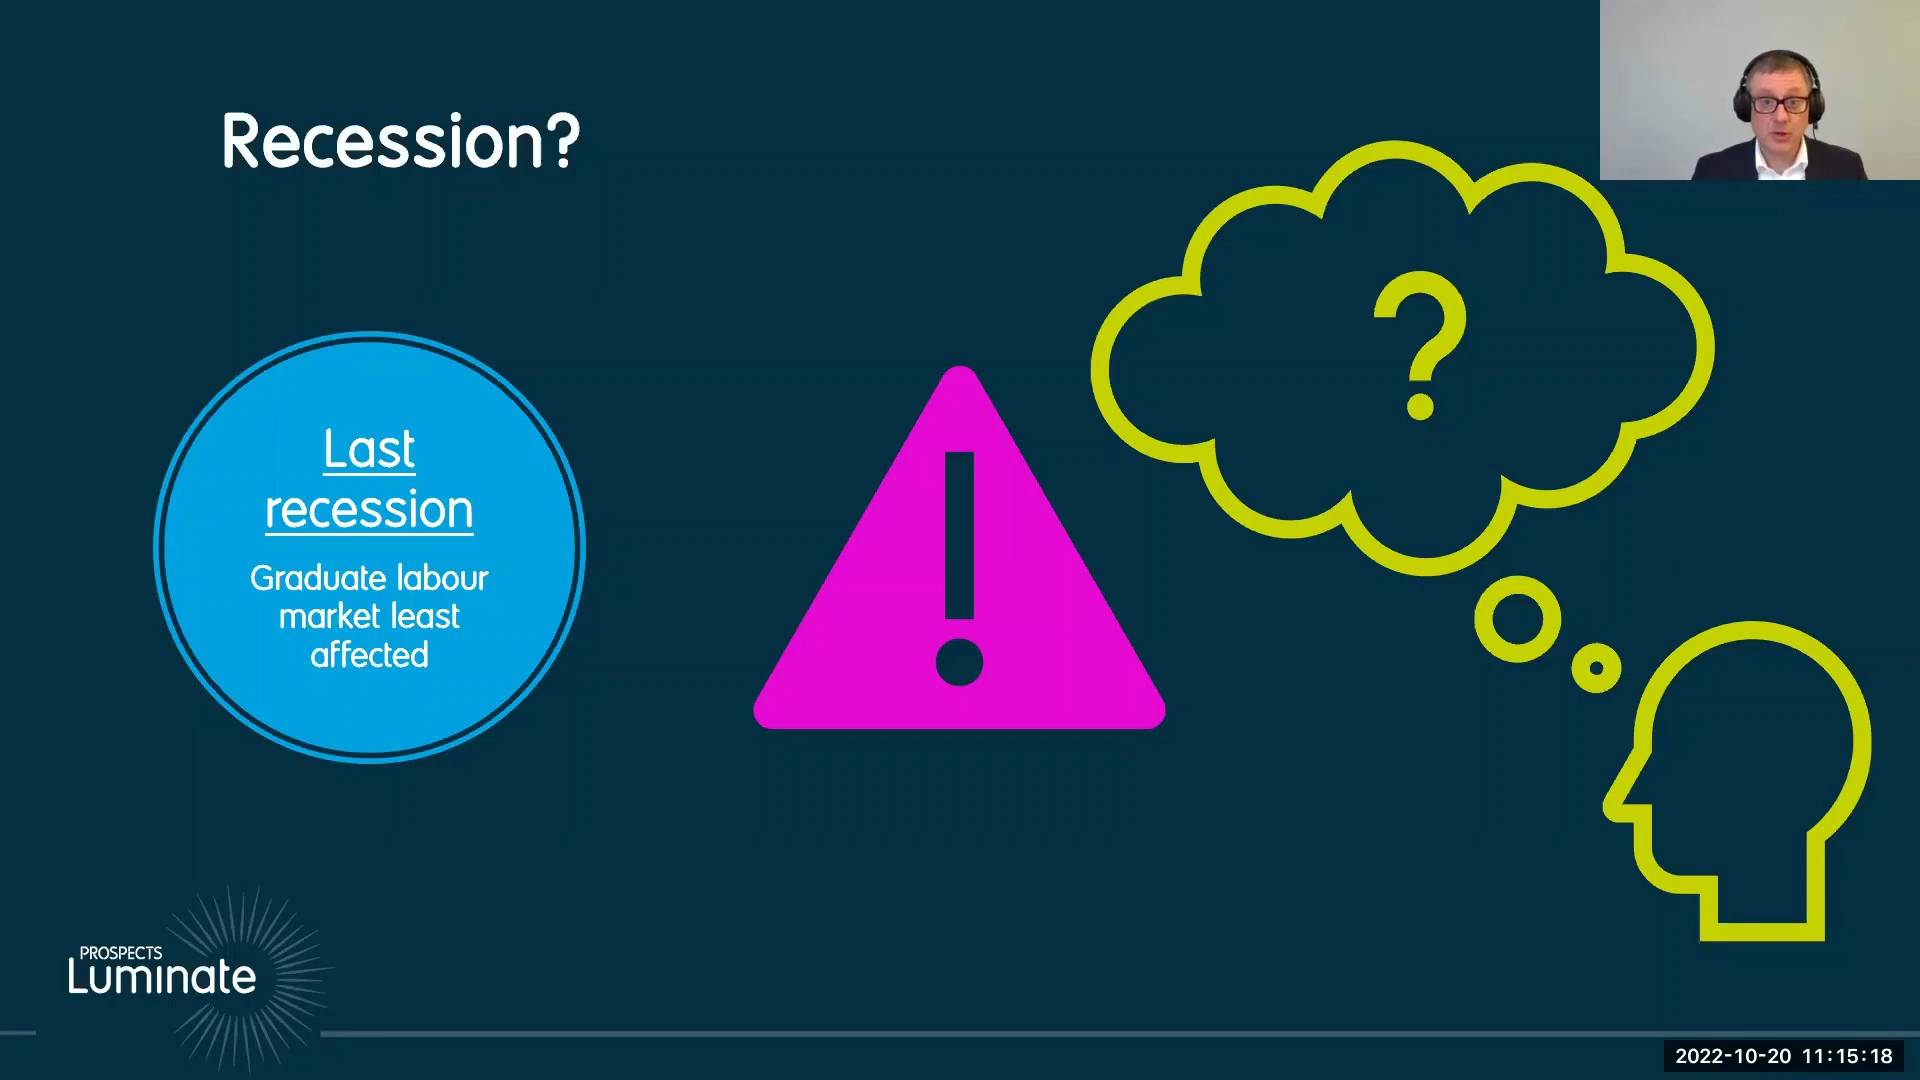 Recession?
Last
recession
Graduate labour
market least
affected
PROSPECTS
Luminate
2022-10-20 11:15:18